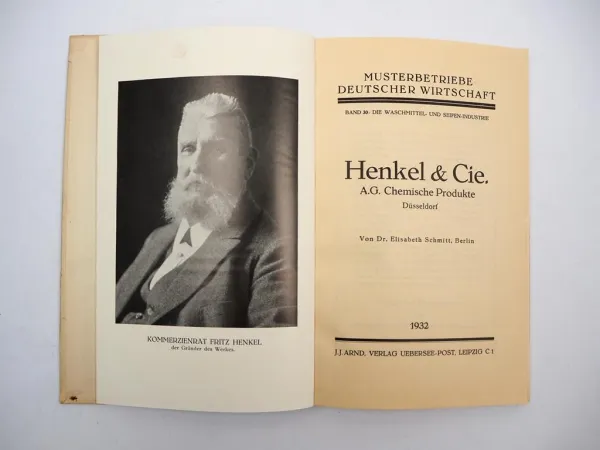 KOMMERZIENRAT FRITZ HENKEL
der Gründer des Werkes.
MUSTERBETRIEBE
DEUTSCHER WIRTSCHAFT
BAND 30 · DIE WASCHMITTEL- UND SEIFEN-INDUSTRIE
Henkel & Cie.
A.G. Chemische Produkte
Düsseldorf
Von Dr. Elisabeth Schmitt, Berlin
1932
J.J. ARND, VERLAG UEBERSEE-POST, LEIPZIG C 1